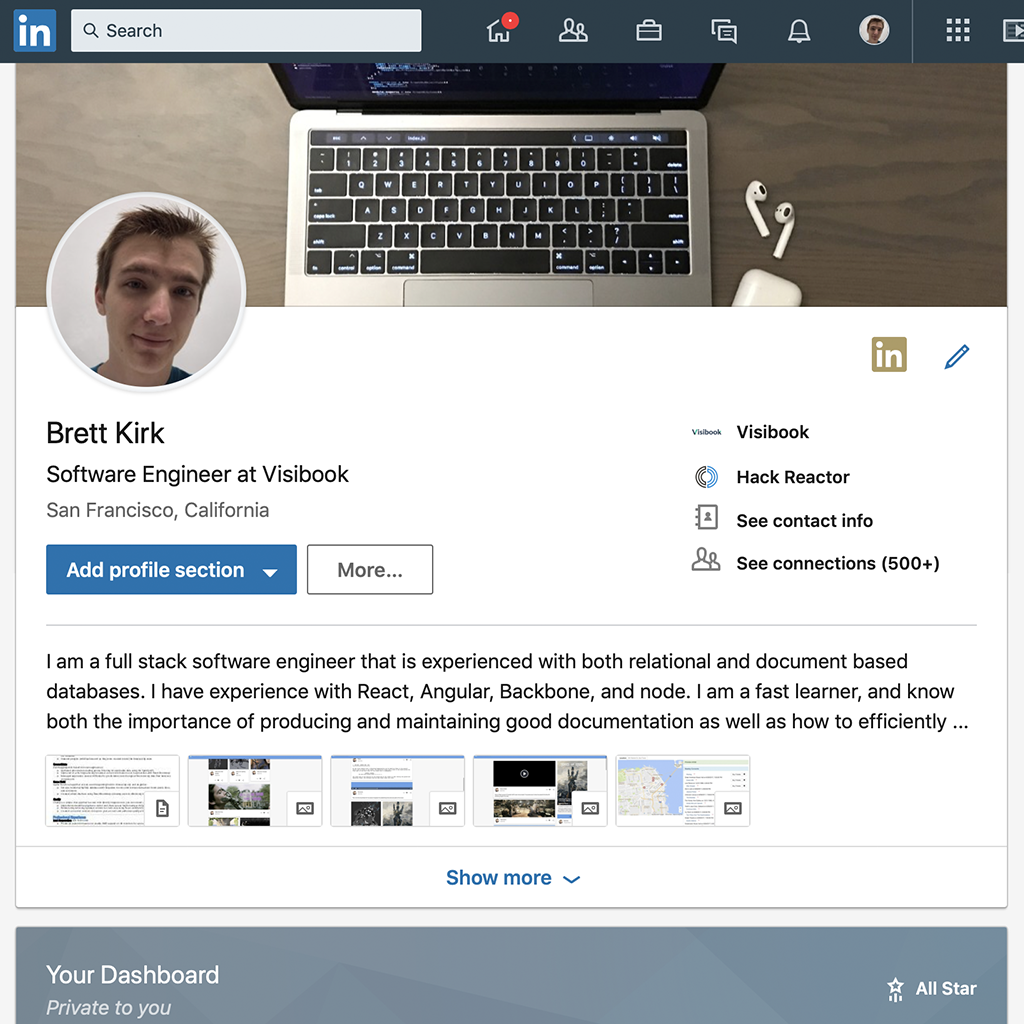 in
Search
index.js
Q W E R T Y U I O P
A S D F G H J K L
Z X C V B N M
in
Brett Kirk
Software Engineer at Visibook
San Francisco, California
Add profile section
More...
Visibook
Visibook
Hack Reactor
See contact info
See connections (500+)
I am a full stack software engineer that is experienced with both relational and document based
databases. I have experience with React, Angular, Backbone, and node. I am a fast learner, and know
both the importance of producing and maintaining good documentation as well as how to efficiently ...
Show more
Your Dashboard
Private to you
All Star